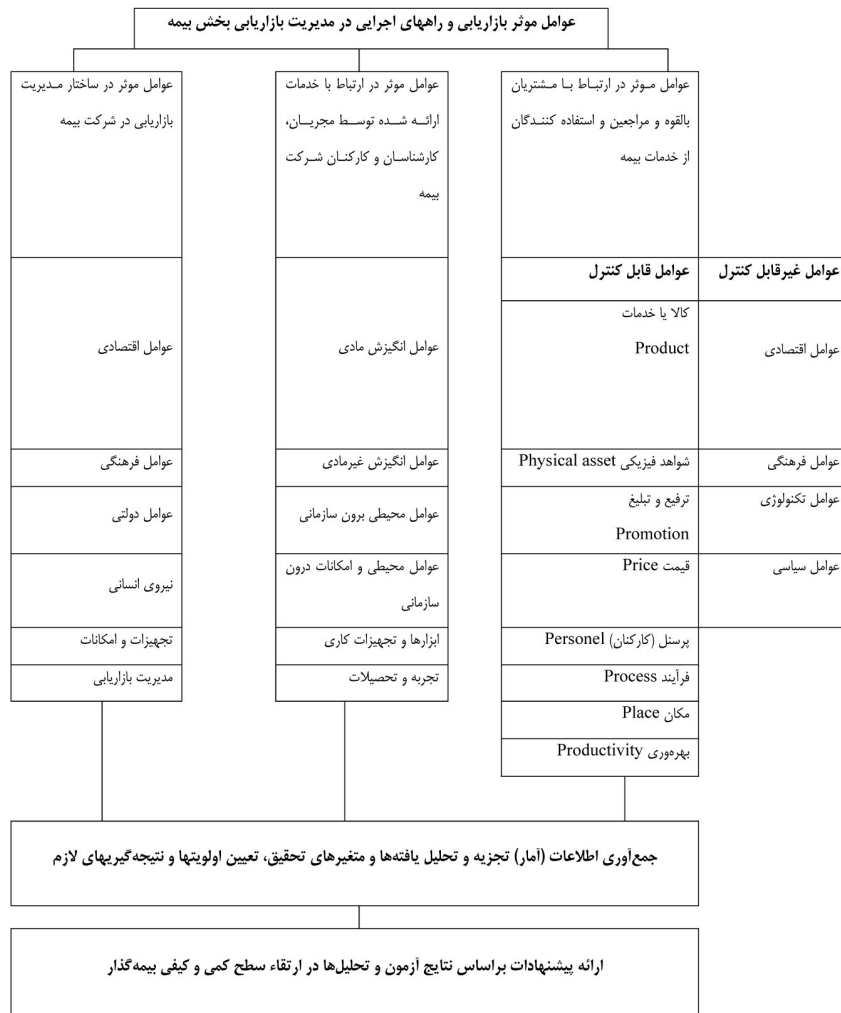 عوامل موثر بازاریابی و راههای اجرایی در مدیریت بازاریابی بخش بیمه
عوامل موثر در ارتباط با مشتریان
بالقوه و مراجعین و استفاده کنندگان
از خدمات بیمه
عوامل قابل کنترل
کالا یا خدمات
Product
شواهد فیزیکی Physical asset
ترفیع و تبلیغ
Promotion
قیمت Price
پرسنل (کارکنان) Personel
فرآیند Process
مکان Place
بهره‌وری Productivity
عوامل غیرقابل کنترل
عوامل اقتصادی
عوامل فرهنگی
عوامل تکنولوژی
عوامل سیاسی
عوامل موثر در ارتباط با خدمات
ارائه شده توسط مجریان،
کارشناسان و کارکنان شرکت
بیمه
عوامل انگیزش مادی
عوامل انگیزش غیرمادی
عوامل محیطی برون سازمانی
عوامل محیطی و امکانات درون
سازمانی
ابزارها و تجهیزات کاری
تجربه و تحصیلات
عوامل موثر در ساختار مدیریت
بازاریابی در شرکت بیمه
عوامل اقتصادی
عوامل فرهنگی
عوامل دولتی
نیروی انسانی
تجهیزات و امکانات
مدیریت بازاریابی
جمع‌آوری اطلاعات (آمار) تجزیه و تحلیل یافته‌ها و متغیرهای تحقیق، تعیین اولویتها و نتیجه‌گیریهای لازم
ارائه پیشنهادات براساس نتایج آزمون و تحلیل‌ها در ارتقاء سطح کمی و کیفی بیمه‌گذار